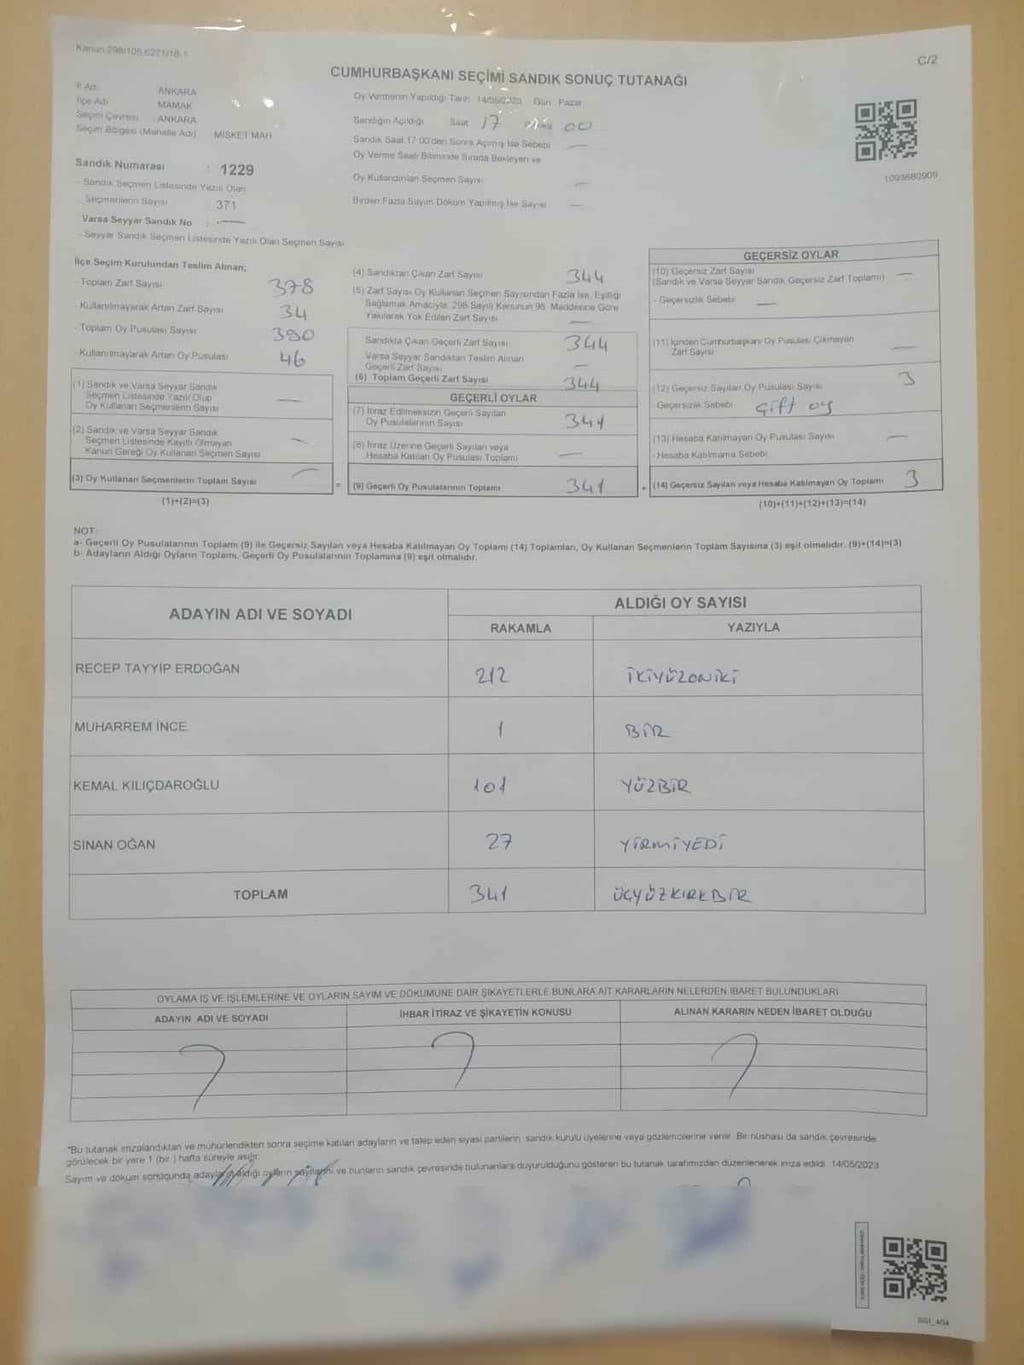 Kanun 298/105 6271/18-1
C/2
CUMHURBAŞKANI SEÇİMİ SANDIK SONUÇ TUTANAĞI
İl Adı : ANKARA
İlçe Adı : MAMAK
Seçim Çevresi : ANKARA
Seçim Bölgesi (Mahalle Adı) : MİSKET MAH
Oy Vermenin Yapıldığı Tarih 14/05/2023 Gün Pazar
Sandığın Açıldığı Saat 17 00
Sandık Saat 17:00'den Sonra Açılmış İse Sebebi —
Oy Verme Saati Bitiminde Sırada Bekleyen ve
Oy Kullandırılan Seçmen Sayısı —
Birden Fazla Sayım Döküm Yapılmış İse Sayısı —
1093680909
Sandık Numarası : 1229
- Sandık Seçmen Listesinde Yazılı Olan
Seçmenlerin Sayısı : 371
Varsa Seyyar Sandık No : —
- Seyyar Sandık Seçmen Listesinde Yazılı Olan Seçmen Sayısı
İlçe Seçim Kurulundan Teslim Alınan;
- Toplam Zarf Sayısı 378
- Kullanılmayarak Artan Zarf Sayısı 34
- Toplam Oy Pusulası Sayısı 390
- Kullanılmayarak Artan Oy Pusulası 46
(1) Sandık ve Varsa Seyyar Sandık
Seçmen Listesinde Yazılı Olup
Oy Kullanan Seçmenlerin Sayısı —
(2) Sandık ve Varsa Seyyar Sandık
Seçmen Listesinde Kayıtlı Olmayan
Kanun Gereği Oy Kullanan Seçmen Sayısı —
(3) Oy Kullanan Seçmenlerin Toplam Sayısı —
(1)+(2)=(3)
(4) Sandıktan Çıkan Zarf Sayısı 344
(5) Zarf Sayısı Oy Kullanan Seçmen Sayısından Fazla İse, Eşitliği
Sağlamak Amacıyla, 298 Sayılı Kanunun 98. Maddesine Göre
Yakılarak Yok Edilen Zarf Sayısı —
Sandıkta Çıkan Geçerli Zarf Sayısı 344
Varsa Seyyar Sandıktan Teslim Alınan
Geçerli Zarf Sayısı —
(6) Toplam Geçerli Zarf Sayısı 344
GEÇERLİ OYLAR
(7) İtiraz Edilmeksizin Geçerli Sayılan
Oy Pusulalarının Sayısı 341
(8) İtiraz Üzerine Geçerli Sayılan veya
Hesaba Katılan Oy Pusulası Toplamı —
= (9) Geçerli Oy Pusulalarının Toplamı 341
GEÇERSİZ OYLAR
(10) Geçersiz Zarf Sayısı —
(Sandık ve Varsa Seyyar Sandık Geçersiz Zarf Toplamı)
- Geçersizlik Sebebi —
(11) İçinden Cumhurbaşkanı Oy Pusulası Çıkmayan
Zarf Sayısı —
(12) Geçersiz Sayılan Oy Pusulası Sayısı 3
- Geçersizlik Sebebi Çift oy
(13) Hesaba Katılmayan Oy Pusulası Sayısı —
- Hesaba Katılmama Sebebi
+ (14) Geçersiz Sayılan veya Hesaba Katılmayan Oy Toplamı 3
(10)+(11)+(12)+(13)=(14)
NOT:
a- Geçerli Oy Pusulalarının Toplamı (9) ile Geçersiz Sayılan veya Hesaba Katılmayan Oy Toplamı (14) Toplamları, Oy Kullanan Seçmenlerin Toplam Sayısına (3) eşit olmalıdır. (9)+(14)=(3)
b- Adayların Aldığı Oyların Toplamı, Geçerli Oy Pusulalarının Toplamına (9) eşit olmalıdır.
ADAYIN ADI VE SOYADI
ALDIĞI OY SAYISI
RAKAMLA YAZIYLA
RECEP TAYYİP ERDOĞAN 212 İKİYÜZONİKİ
MUHARREM İNCE 1 BİR
KEMAL KILIÇDAROĞLU 101 YÜZBİR
SİNAN OĞAN 27 YİRMİYEDİ
TOPLAM 341 ÜÇYÜZKIRKBİR
OYLAMA İŞ VE İŞLEMLERİNE VE OYLARIN SAYIM VE DÖKÜMÜNE DAİR ŞİKAYETLERLE BUNLARA AİT KARARLARIN NELERDEN İBARET BULUNDUKLARI
ADAYIN ADI VE SOYADI İHBAR İTİRAZ VE ŞİKAYETİN KONUSU ALINAN KARARIN NEDEN İBARET OLDUĞU
*Bu tutanak imzalandıktan ve mühürlendikten sonra seçime katılan adayların ve talep eden siyasi partilerin, sandık kurulu üyelerine veya gözlemcilerine verilir. Bir nüshası da sandık çevresinde
görülecek bir yere 1 (bir ) hafta süreyle asılır.
Sayım ve döküm sonucunda adayların aldığı oyların sayılarını ve bunların sandık çevresinde bulunanlara duyurulduğunu gösteren bu tutanak tarafımızdan düzenlenerek imza edildi. 14/05/2023